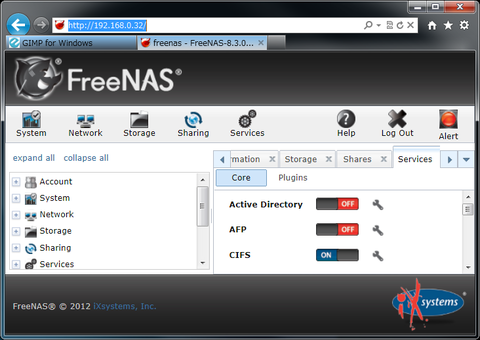 http://192.168.0.32/
GIMP for Windows
freenas - FreeNAS-8.3.0...
FreeNAS®
System
Network
Storage
Sharing
Services
Help
Log Out
Alert
expand all
collapse all
rmation
Storage
Shares
Services
Core
Plugins
Account
System
Network
Storage
Sharing
Services
Active Directory
OFF
AFP
OFF
CIFS
ON
FreeNAS® © 2012 iXsystems, Inc.
iX systems